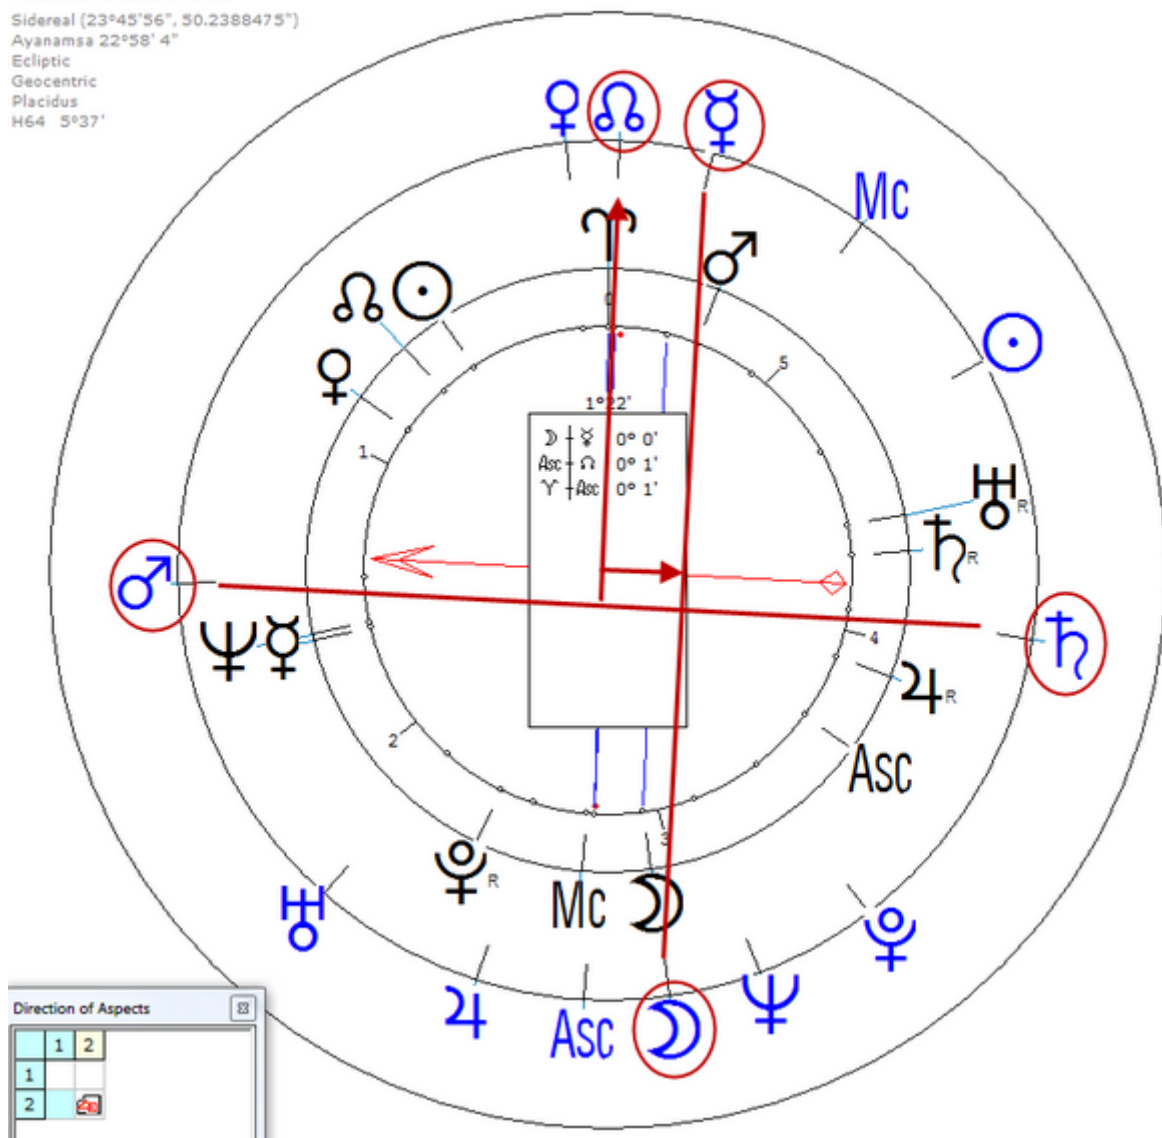 Sidereal (23°45'56", 50.2388475")
Ayanamsa 22°58' 4"
Ecliptic
Geocentric
Placidus
H64 5°37'
♀ ☊ ☿
Mc
♈ ♂
☊ ☉
☉
0
♀
5
1°22'
☽ ☿ 0° 0'
Asc ☊ 0° 1'
♈ Asc 0° 1'
1
♅ R
♄ R
♂
♆ ☿
4
♄
♃ R
2
Asc
3
♇ R
Mc ☽
♅
♇
♃
Asc ☽ ♆
Direction of Aspects
1 2
1
2